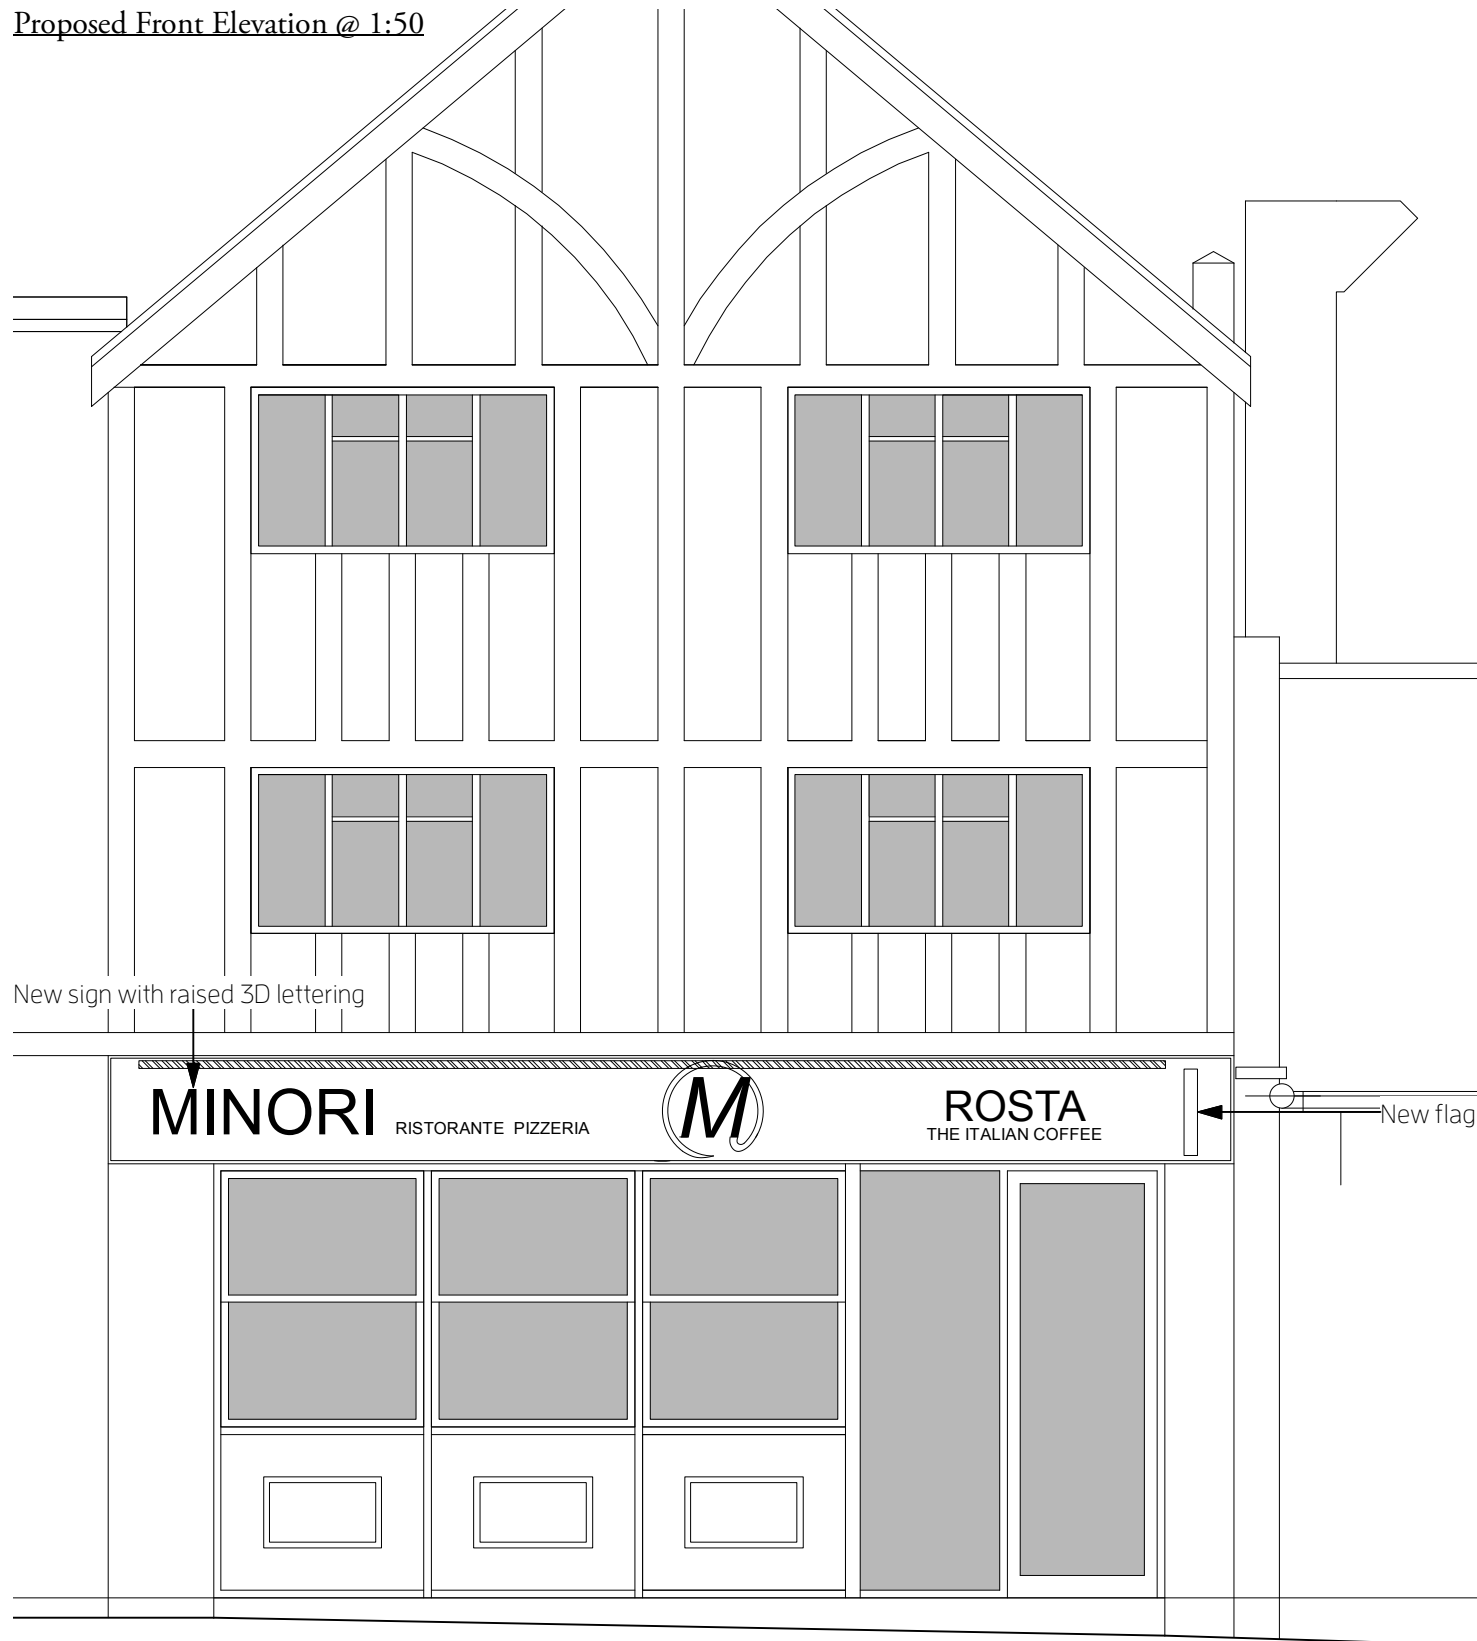 Proposed Front Elevation @ 1:50
New sign with raised 3D lettering
MINORI RISTORANTE PIZZERIA
M
ROSTA
THE ITALIAN COFFEE
New flag